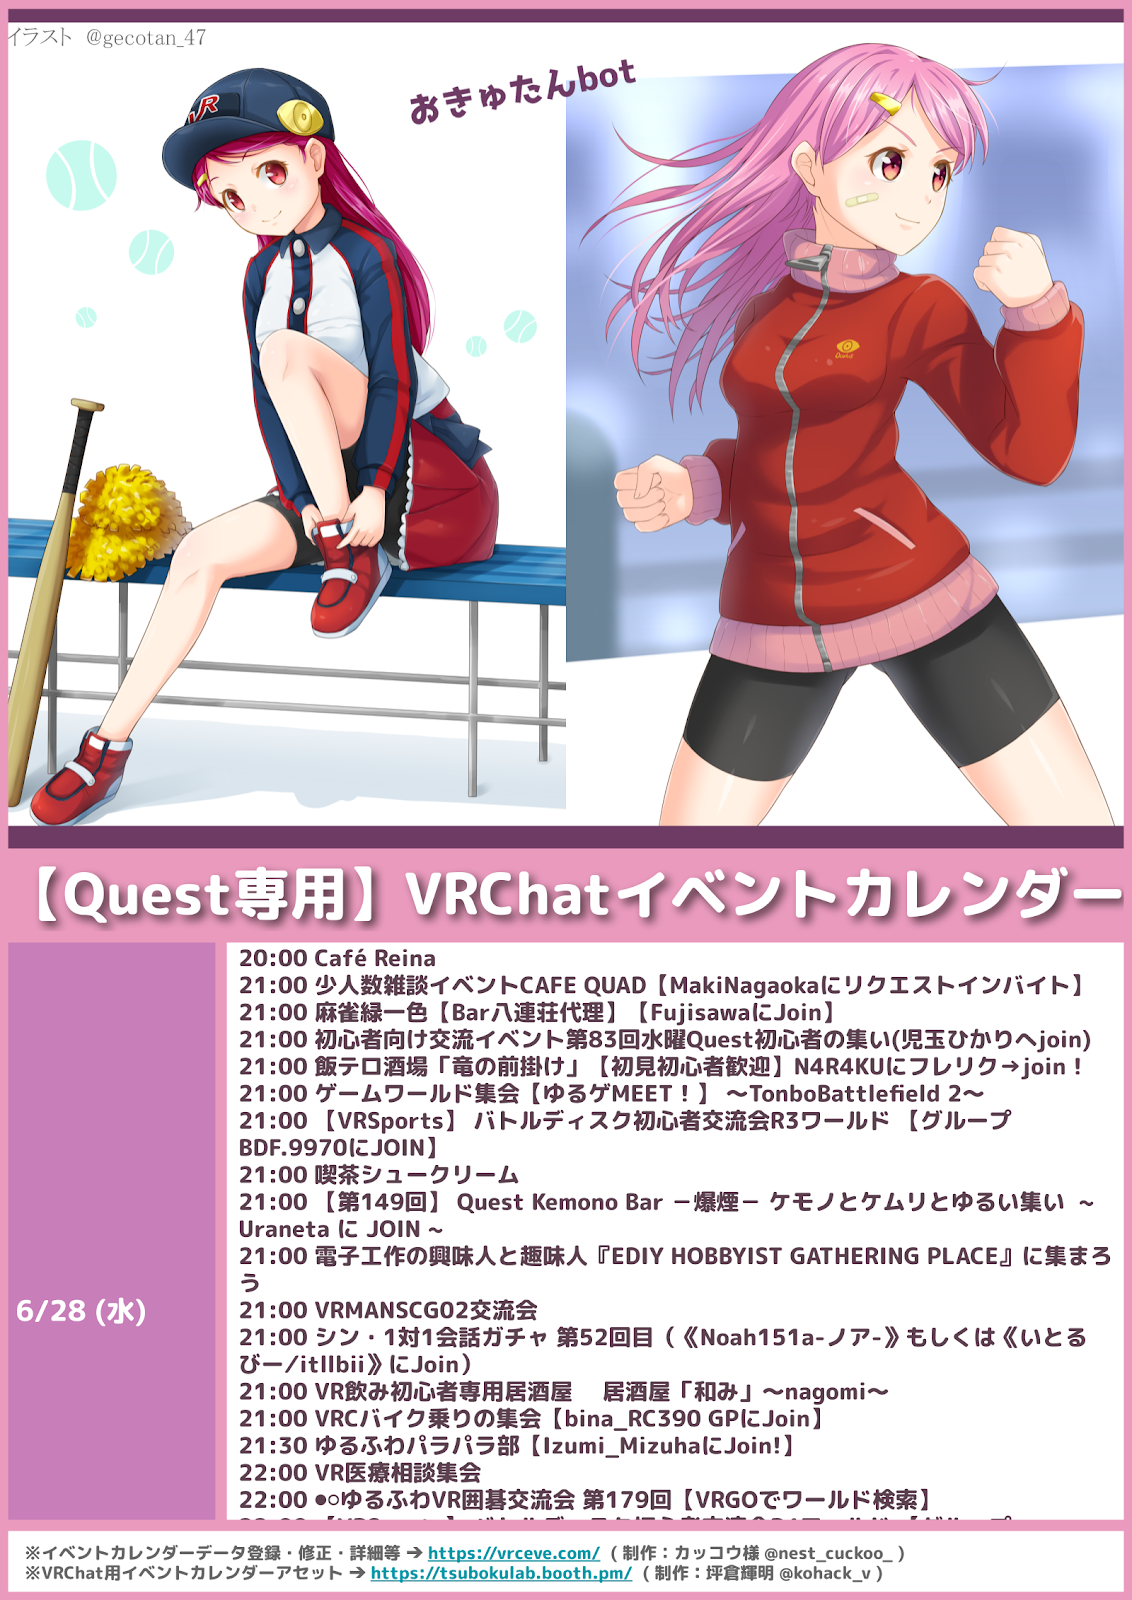 イラスト @gecotan_47
おきゅたんbot
VR
Quest
【Quest専用】VRChatイベントカレンダー
6/28 (水)
20:00 Café Reina
21:00 少人数雑談イベントCAFE QUAD【MakiNagaokaにリクエストインバイト】
21:00 麻雀緑一色【Bar八連荘代理】【FujisawaにJoin】
21:00 初心者向け交流イベント第83回水曜Quest初心者の集い(児玉ひかりへjoin)
21:00 飯テロ酒場「竜の前掛け」【初見初心者歓迎】N4R4KUにフレリク→join！
21:00 ゲームワールド集会【ゆるゲMEET！】 〜TonboBattlefield 2〜
21:00 【VRSports】 バトルディスク初心者交流会R3ワールド 【グループ
BDF.9970にJOIN】
21:00 喫茶シュークリーム
21:00 【第149回】 Quest Kemono Bar －爆煙－ ケモノとケムリとゆるい集い ~
Uraneta に JOIN ~
21:00 電子工作の興味人と趣味人『EDIY HOBBYIST GATHERING PLACE』に集まろ
う
21:00 VRMANSCG02交流会
21:00 シン・1対1会話ガチャ 第52回目（《Noah151a-ノア-》もしくは《いとる
びー/itllbii》にJoin）
21:00 VR飲み初心者専用居酒屋　居酒屋「和み」〜nagomi〜
21:00 VRCバイク乗りの集会【bina_RC390 GPにJoin】
21:30 ゆるふわパラパラ部【Izumi_MizuhaにJoin!】
22:00 VR医療相談集会
22:00 ●○ゆるふわVR囲碁交流会 第179回【VRGOでワールド検索】
※イベントカレンダーデータ登録・修正・詳細等 ➔ https://vrceve.com/ （ 制作：カッコウ様 @nest_cuckoo_ ）
※VRChat用イベントカレンダーアセット ➔ https://tsubokulab.booth.pm/ （ 制作：坪倉輝明 @kohack_v ）